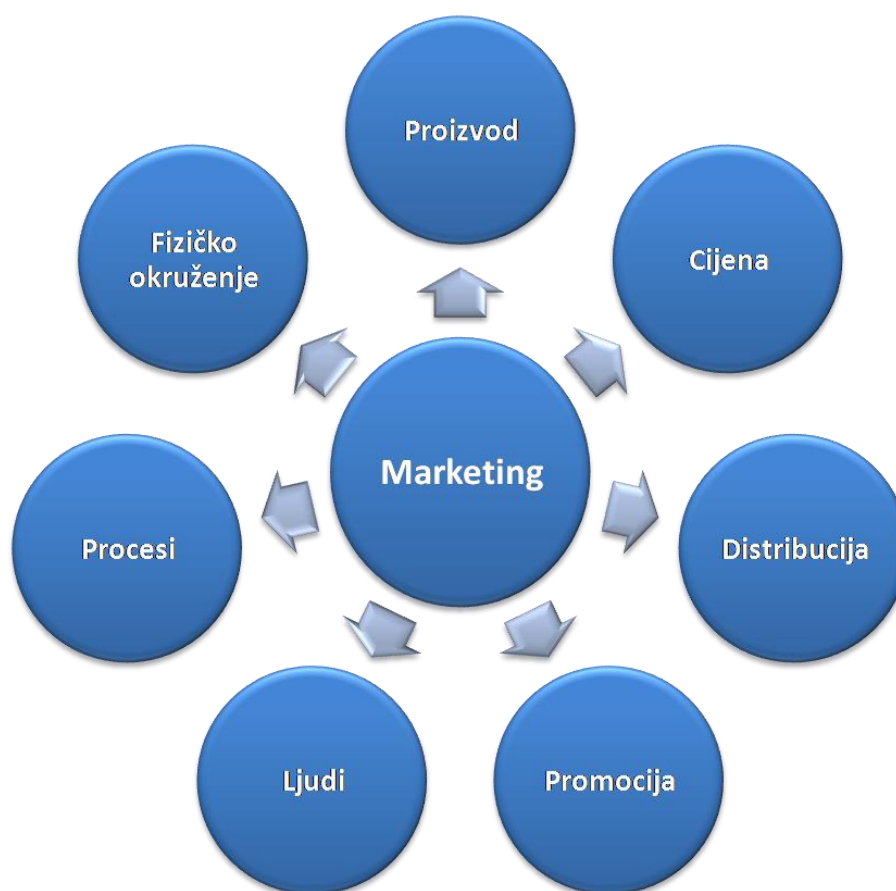 Proizvod
Cijena
Distribucija
Promocija
Ljudi
Procesi
Fizičko
okruženje
Marketing